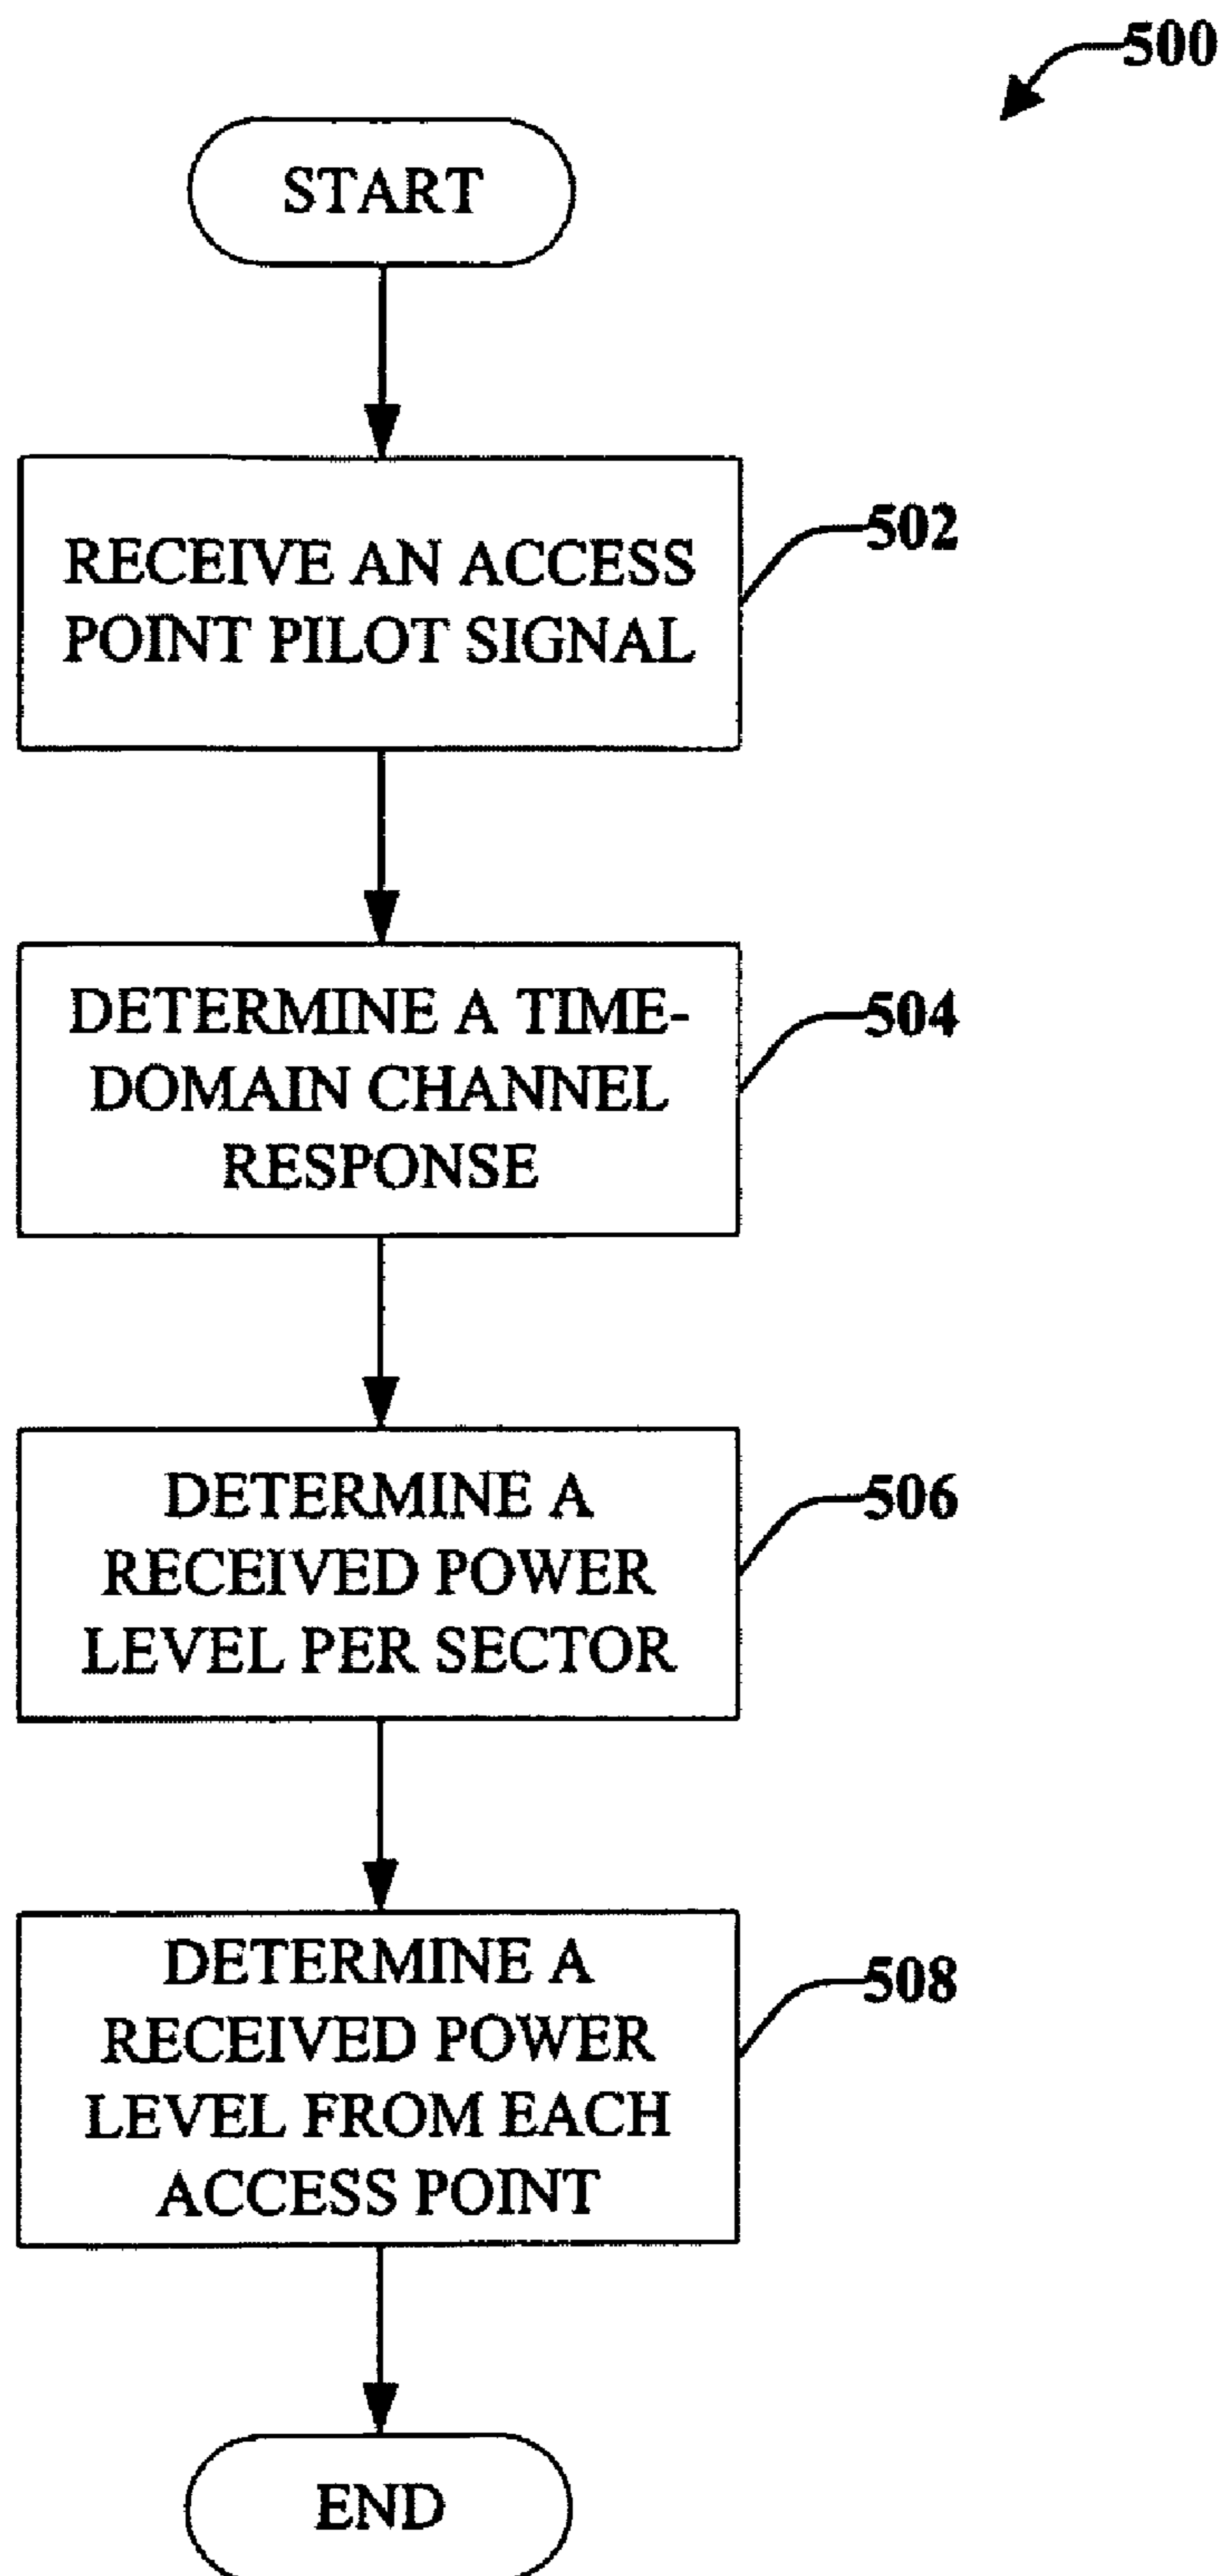 500
START
RECEIVE AN ACCESS
POINT PILOT SIGNAL
502
DETERMINE A TIME-
DOMAIN CHANNEL
RESPONSE
504
DETERMINE A
RECEIVED POWER
LEVEL PER SECTOR
506
DETERMINE A
RECEIVED POWER
LEVEL FROM EACH
ACCESS POINT
508
END